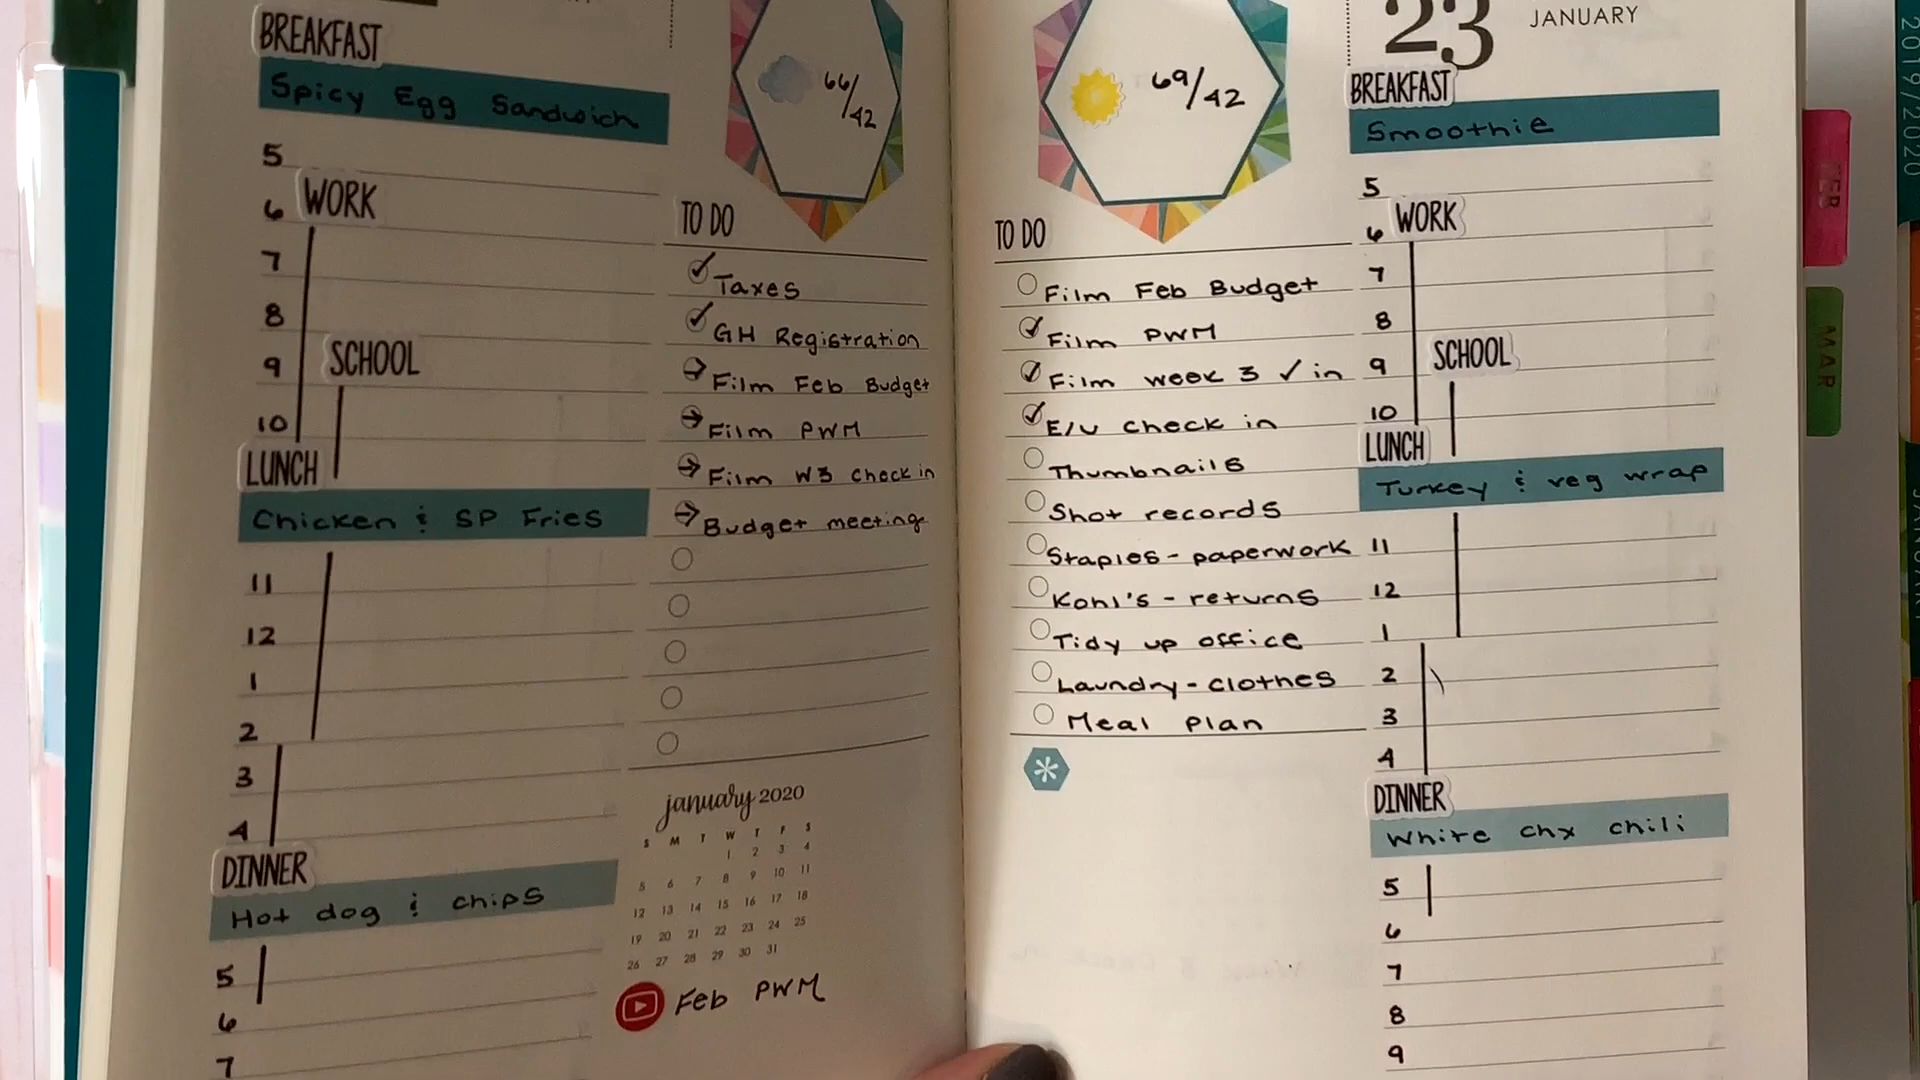 BREAKFAST
Spicy Egg Sandwich
5
6 WORK
7
8
SCHOOL
9
10
LUNCH
Chicken & SP Fries
11
12
1
2
3
4
DINNER
Hot dog & chips
5
6
7
66/42
TO DO
Taxes
GH Registration
Film Feb Budget
Film PWM
Film W3 check in
Budget meeting
january 2020
S M T W T F S
1 2 3 4
5 6 7 8 9 10 11
12 13 14 15 16 17 18
19 20 21 22 23 24 25
26 27 28 29 30 31
Feb PWM
69/42
TO DO
Film Feb Budget
Film PWM
Film week 3 ✓ in
E/U check in
Thumbnails
Shot records
Staples - paperwork
Kohl's - returns
Tidy up office
Laundry - clothes
Meal plan
23 JANUARY
BREAKFAST
Smoothie
5
6 WORK
7
8
SCHOOL
9
10
LUNCH
Turkey & veg wrap
11
12
1
2
3
4
DINNER
White chx chili
5
6
7
8
9
FEB
MAR
2019/2020
JANUARY